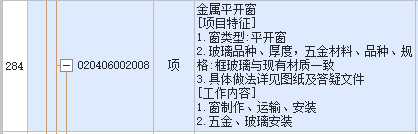 284
020406002008
项
金属平开窗
[项目特征]
1.窗类型:平开窗
2.玻璃品种、厚度，五金材料、品种、规
格:框玻璃与现有材质一致
3.具体做法详见图纸及答疑文件
[工作内容]
1.窗制作、运输、安装
2.五金、玻璃安装